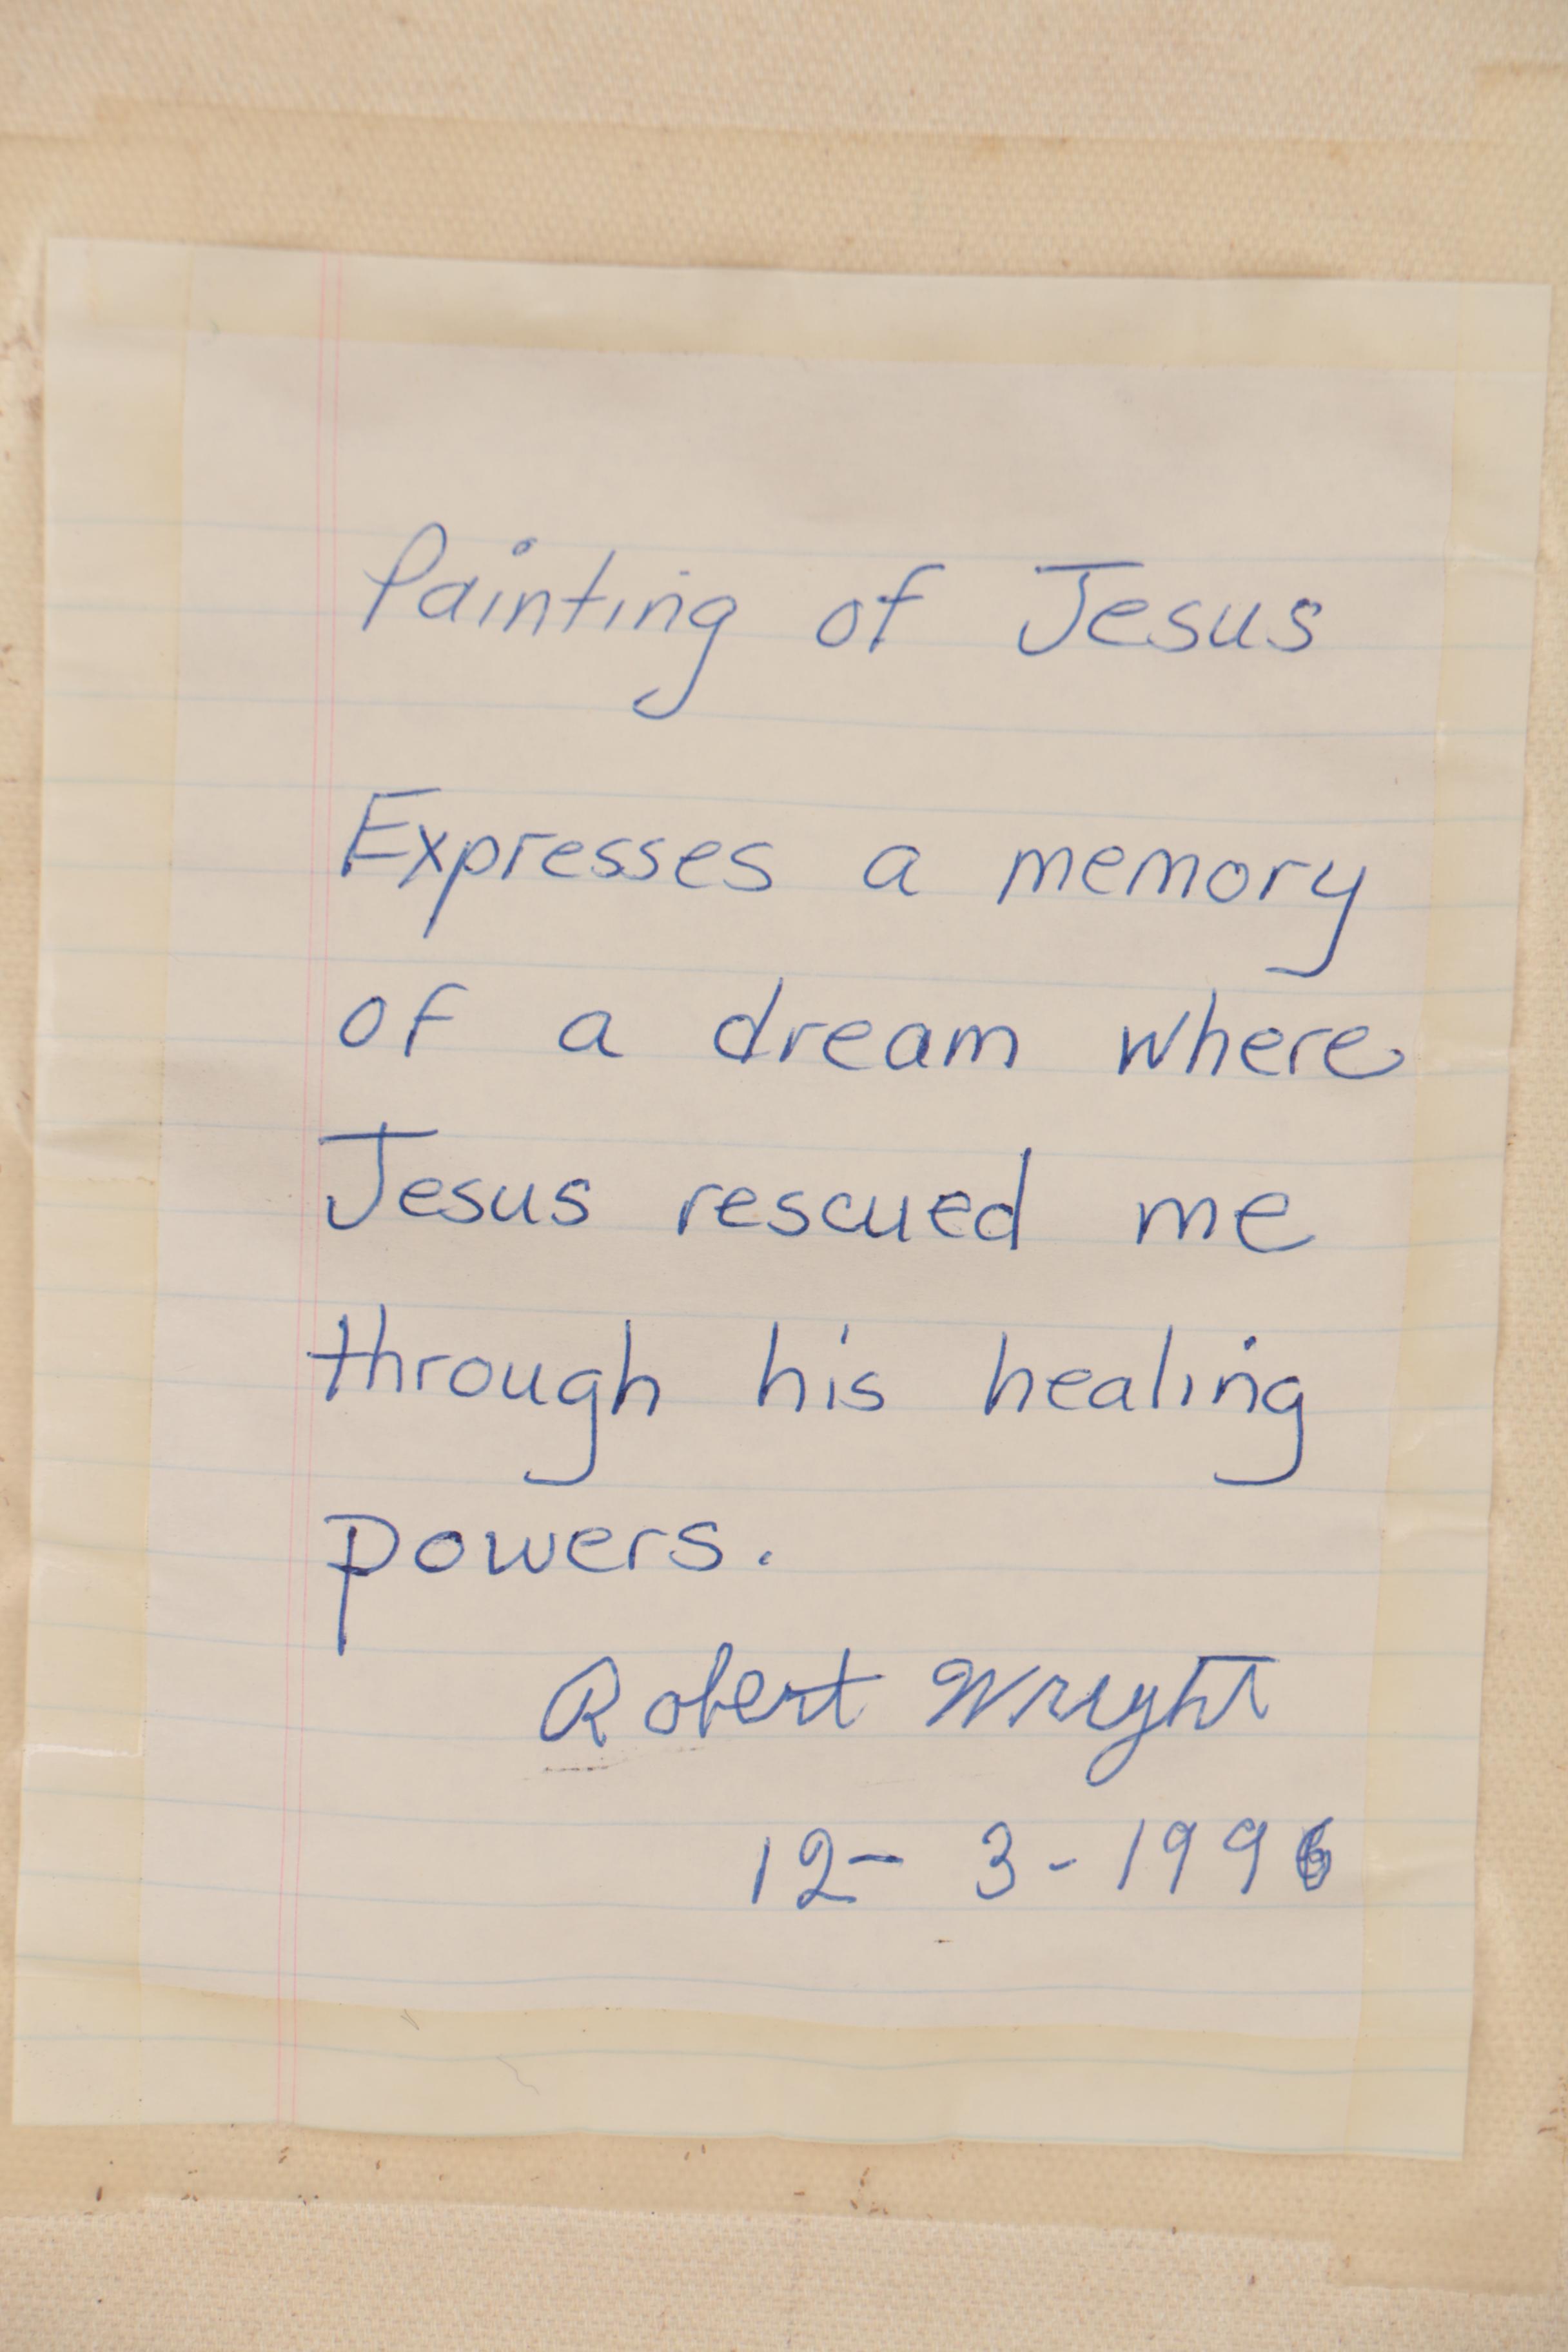 Painting of Jesus
Expresses a memory
of a dream where
Jesus rescued me
through his healing
powers.
Robert Wright
12- 3-1996